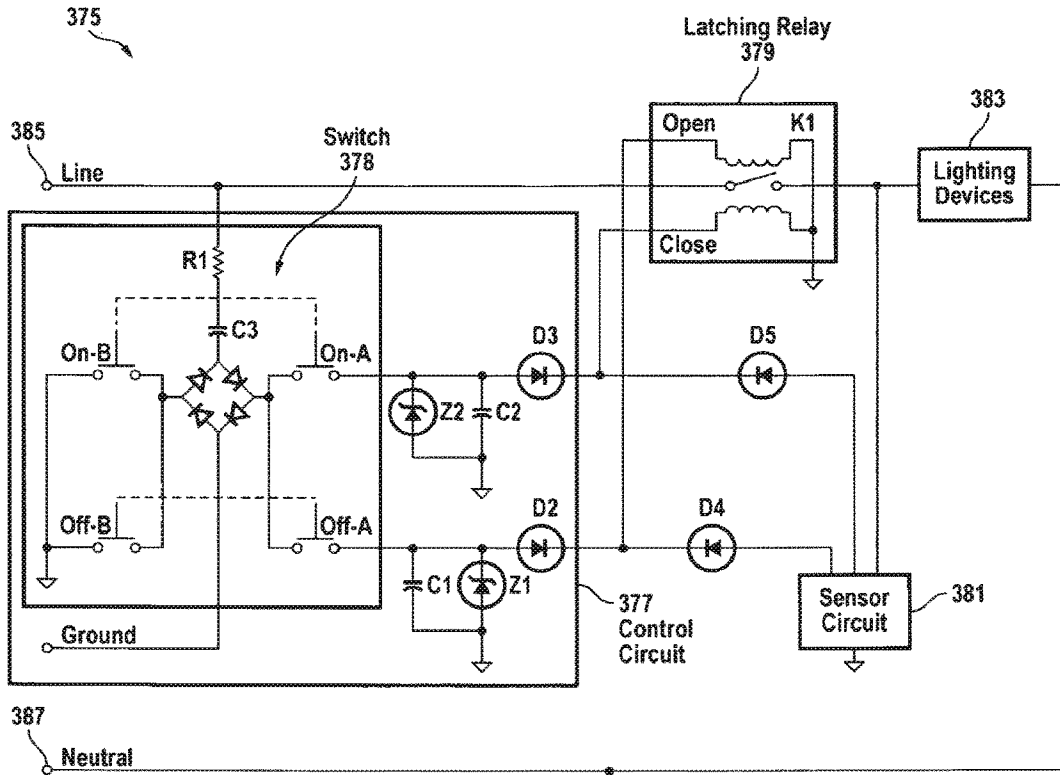 375
Latching Relay
379
385
Line
Switch
378
Open
K1
383
Lighting
Devices
Close
R1
C3
On-B
On-A
Z2
C2
D3
D5
Off-B
Off-A
C1
Z1
D2
D4
377
Control
Circuit
Sensor
Circuit
381
Ground
387
Neutral